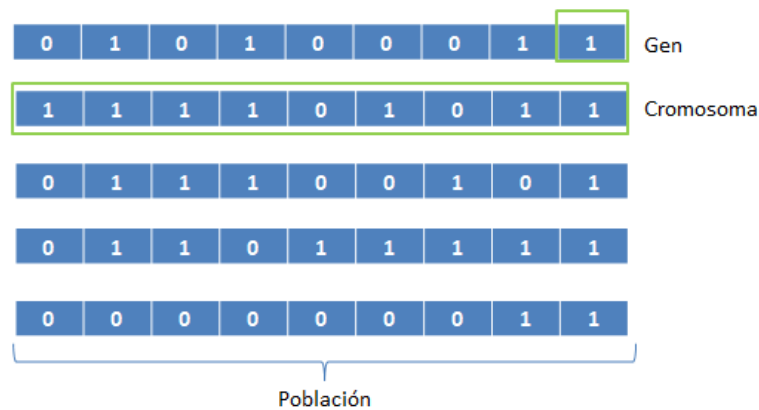 0 1 0 1 0 0 0 1 1 Gen
1 1 1 1 0 1 0 1 1 Cromosoma
0 1 1 1 0 0 1 0 1
0 1 1 0 1 1 1 1 1
0 0 0 0 0 0 0 1 1
Población